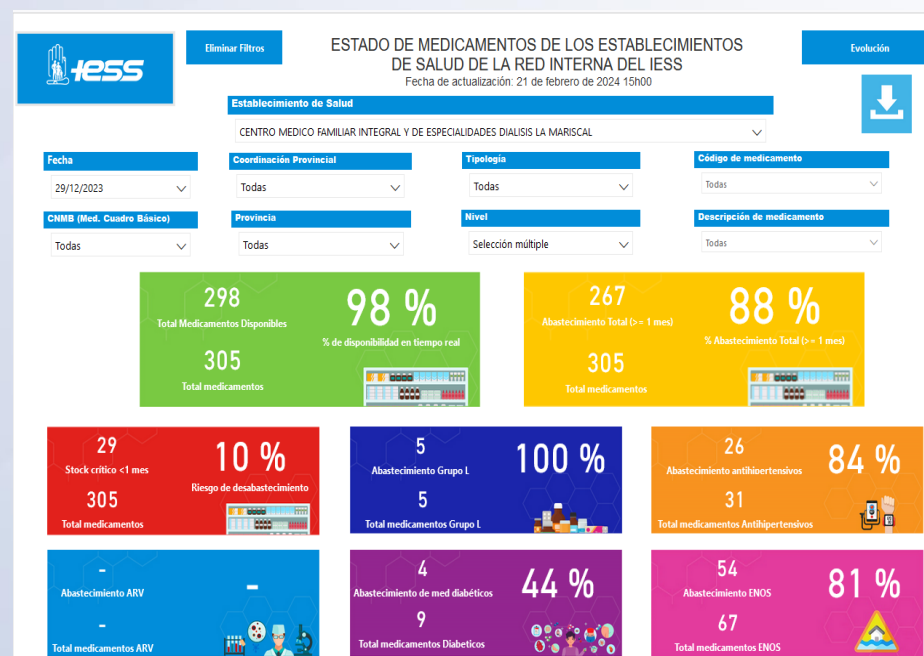 iess
Eliminar Filtros
ESTADO DE MEDICAMENTOS DE LOS ESTABLECIMIENTOS
DE SALUD DE LA RED INTERNA DEL IESS
Fecha de actualización: 21 de febrero de 2024 15h00
Evolución
Establecimiento de Salud
CENTRO MEDICO FAMILIAR INTEGRAL Y DE ESPECIALIDADES DIALISIS LA MARISCAL
Fecha
29/12/2023
Coordinación Provincial
Todas
Tipología
Todas
Código de medicamento
Todas
CNMB (Med. Cuadro Básico)
Todas
Provincia
Todas
Nivel
Selección múltiple
Descripción de medicamento
Todas
298
Total Medicamentos Disponibles
305
Total medicamentos
98 %
% de disponibilidad en tiempo real
267
Abastecimiento Total (>= 1 mes)
305
Total medicamentos
88 %
% Abastecimiento Total (>= 1 mes)
29
Stock crítico <1 mes
305
Total medicamentos
10 %
Riesgo de desabastecimiento
5
Abastecimiento Grupo L
5
Total medicamentos Grupo L
100 %
26
Abastecimiento antihipertensivos
31
Total medicamentos Antihipertensivos
84 %
-
Abastecimiento ARV
-
Total medicamentos ARV
-
4
Abastecimiento de med diabéticos
9
Total medicamentos Diabeticos
44 %
54
Abastecimiento ENOS
67
Total medicamentos ENOS
81 %